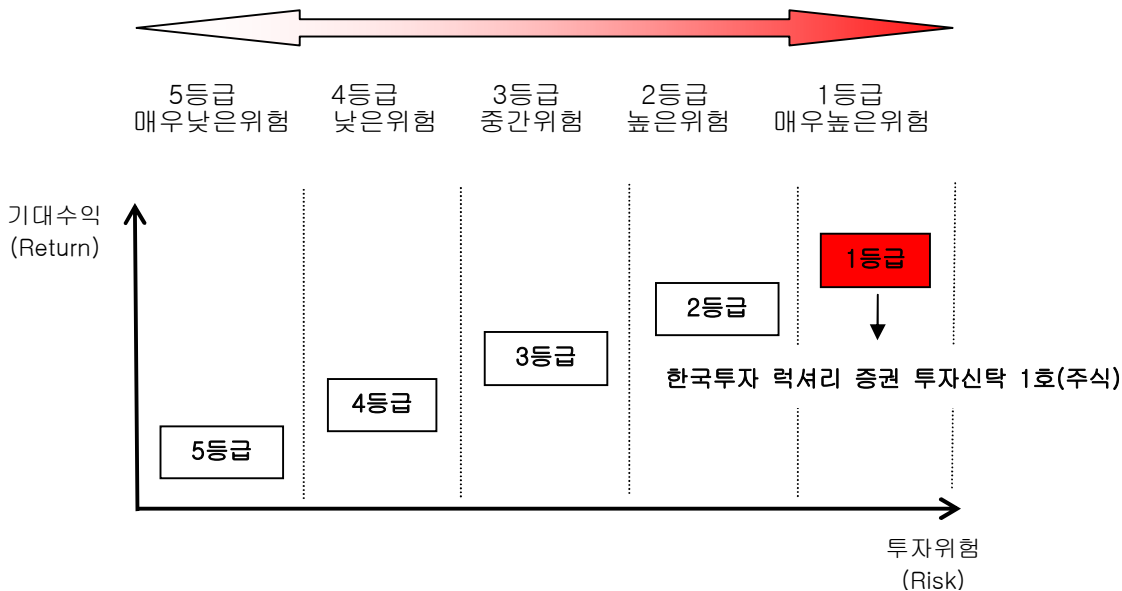 5등급 4등급 3등급 2등급 1등급
매우낮은위험 낮은위험 중간위험 높은위험 매우높은위험
기대수익
(Return)
1등급
2등급
3등급
한국투자 럭셔리 증권 투자신탁 1호(주식)
4등급
5등급
투자위험
(Risk)